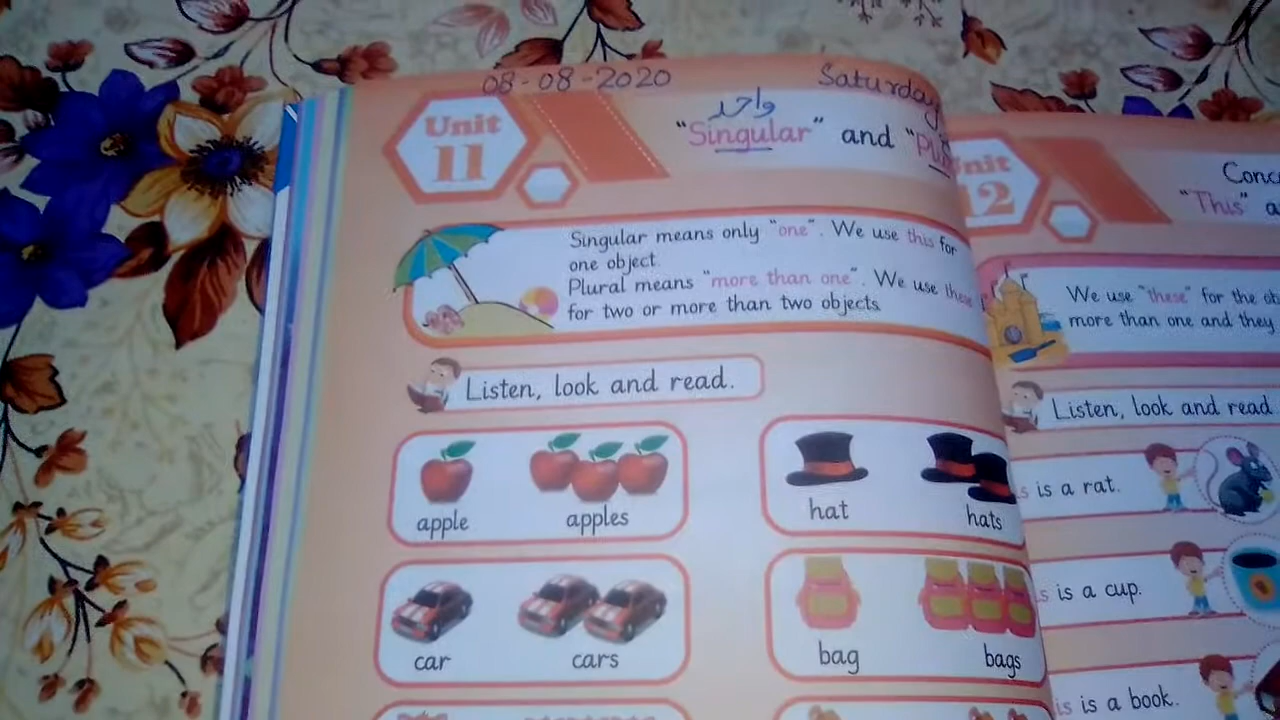 08-08-2020 Saturday
واحد
Unit 11
"Singular" and
Singular means only "one". We use this for
one object.
Plural means "more than one". We use these
for two or more than two objects.
Listen, look and read.
apple apples
hat hats
car cars
bag bags
12
"This"
We use "these" for the
more than one and they
Listen, look and read.
is a rat.
is a cup.
is a book.